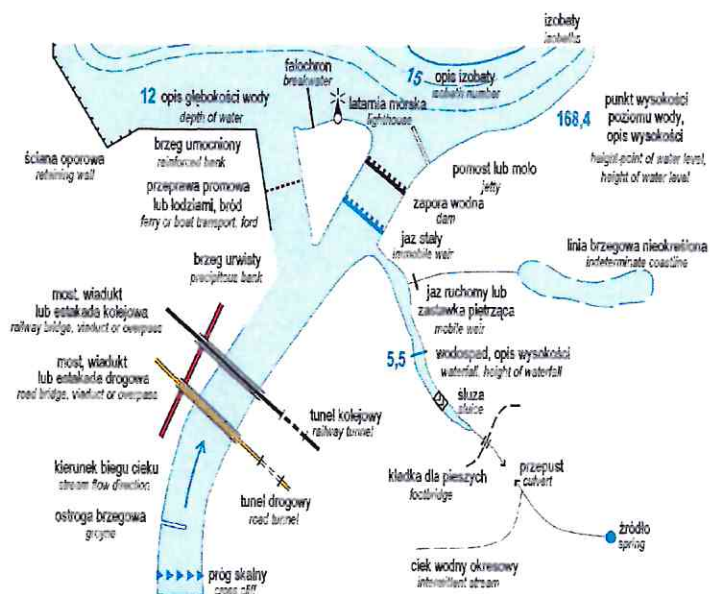 izobaty
isobaths
falochron
breakwater
15 opis izobaty
isobath number
12 opis głębokości wody
depth of water
latarnia morska
lighthouse
168,4
punkt wysokości
poziomu wody,
opis wysokości
height-point of water level,
height of water level
ściana oporowa
retaining wall
brzeg umocniony
reinforced bank
pomost lub molo
jetty
przeprawa promowa
lub łodziami, bród
ferry or boat transport, ford
zapora wodna
dam
jaz stały
immobile weir
brzeg urwisty
precipitous bank
linia brzegowa nieokreślona
indeterminate coastline
most, wiadukt
lub estakada kolejowa
railway bridge, viaduct or overpass
jaz ruchomy lub
zastawka piętrząca
mobile weir
most, wiadukt
lub estakada drogowa
road bridge, viaduct or overpass
5,5
wodospad, opis wysokości
waterfall, height of waterfall
śluza
sleice
tunel kolejowy
railway tunnel
kierunek biegu cieku
stream flow direction
kładka dla pieszych
footbridge
przepust
culvert
tunel drogowy
road tunnel
ostroga brzegowa
groyne
źródło
spring
próg skalny
cross cliff
ciek wodny okresowy
intermittent stream